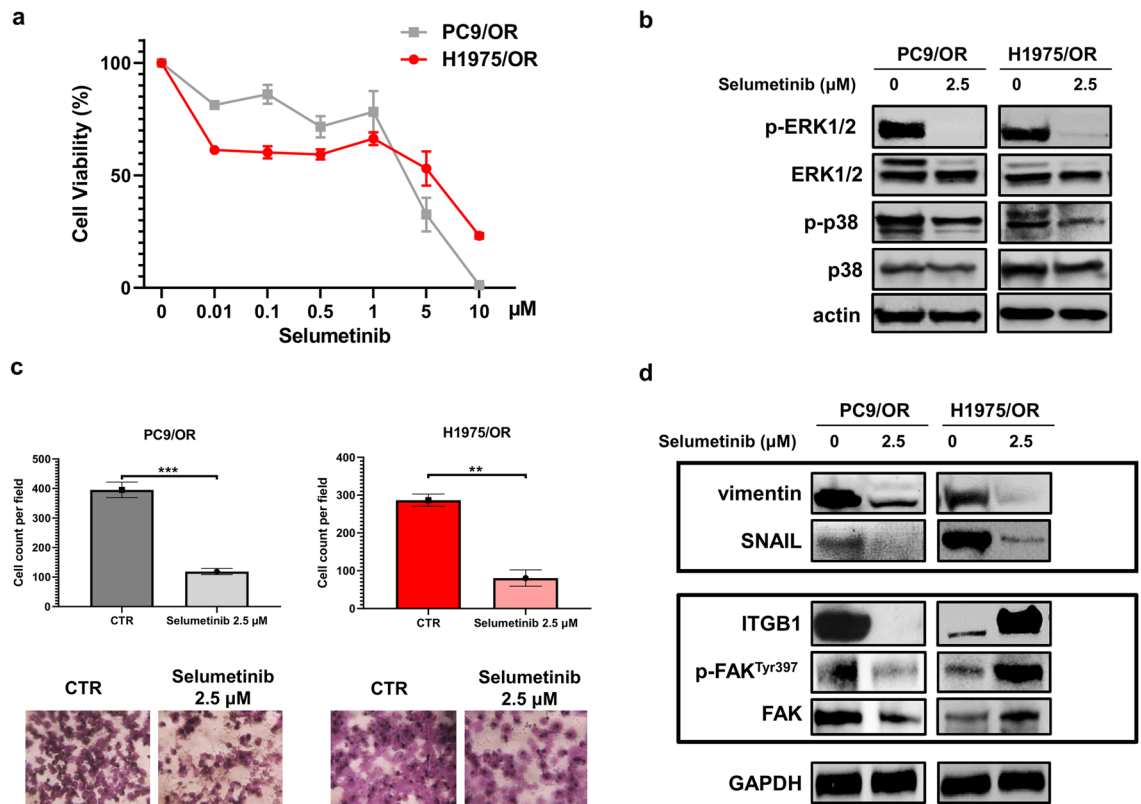 a
PC9/OR
H1975/OR
Cell Viability (%)
100
50
0
0 0.01 0.1 0.5 1 5 10 µM
Selumetinib
b
PC9/OR H1975/OR
Selumetinib (µM) 0 2.5 0 2.5
p-ERK1/2
ERK1/2
p-p38
p38
actin
c
PC9/OR
Cell count per field
500
400
300
200
100
0
***
CTR Selumetinib 2.5 µM
H1975/OR
Cell count per field
400
300
200
100
0
**
CTR Selumetinib 2.5 µM
CTR
Selumetinib
2.5 µM
CTR
Selumetinib
2.5 µM
d
PC9/OR H1975/OR
Selumetinib (µM) 0 2.5 0 2.5
vimentin
SNAIL
ITGB1
p-FAKTyr397
FAK
GAPDH